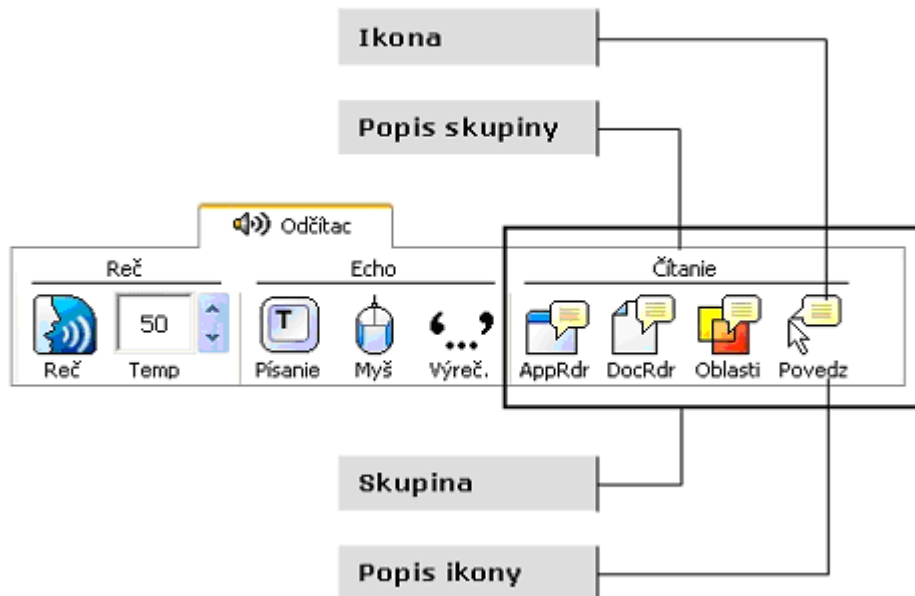 Ikona
Popis skupiny
Odčítac
Reč Echo Čítanie
50
Reč Temp Písanie Myš Výreč. AppRdr DocRdr Oblasti Povedz
Skupina
Popis ikony